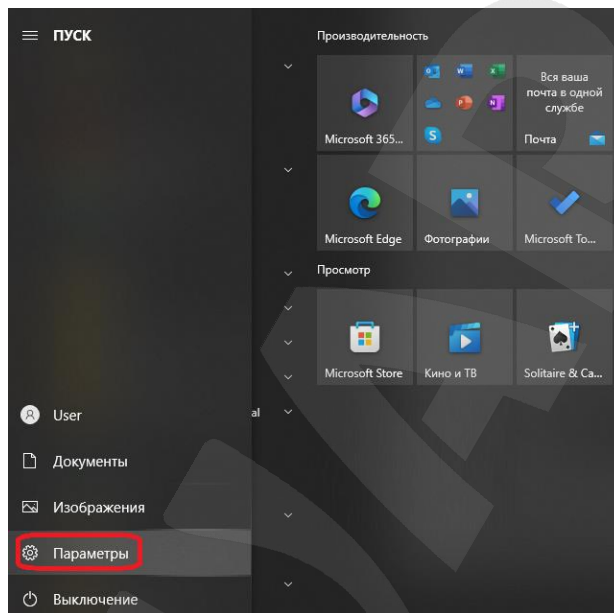 ПУСК
Производительность
Вся ваша
почта в одной
службе
Microsoft 365...
Почта
Microsoft Edge
Фотографии
Microsoft To...
Просмотр
Microsoft Store
Кино и ТВ
Solitaire & Ca...
User
al
Документы
Изображения
Параметры
Выключение